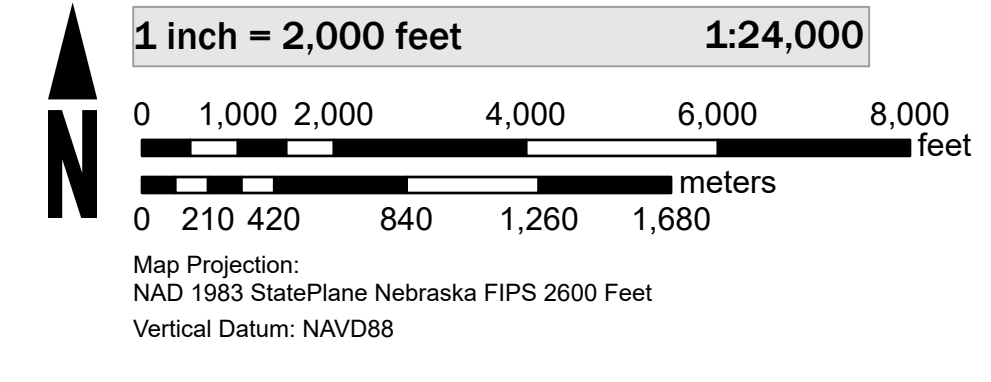 1 inch = 2,000 feet 1:24,000
0 1,000 2,000 4,000 6,000 8,000
feet
meters
0 210 420 840 1,260 1,680
N
Map Projection:
NAD 1983 StatePlane Nebraska FIPS 2600 Feet
Vertical Datum: NAVD88